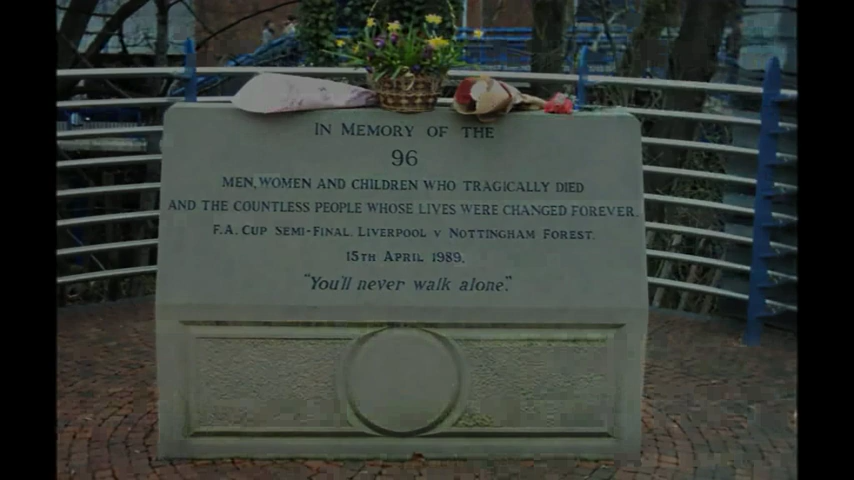 IN MEMORY OF THE
96
MEN, WOMEN AND CHILDREN WHO TRAGICALLY DIED
AND THE COUNTLESS PEOPLE WHOSE LIVES WERE CHANGED FOREVER.
F.A. CUP SEMI-FINAL. LIVERPOOL V NOTTINGHAM FOREST.
15TH APRIL 1989.
"You'll never walk alone."